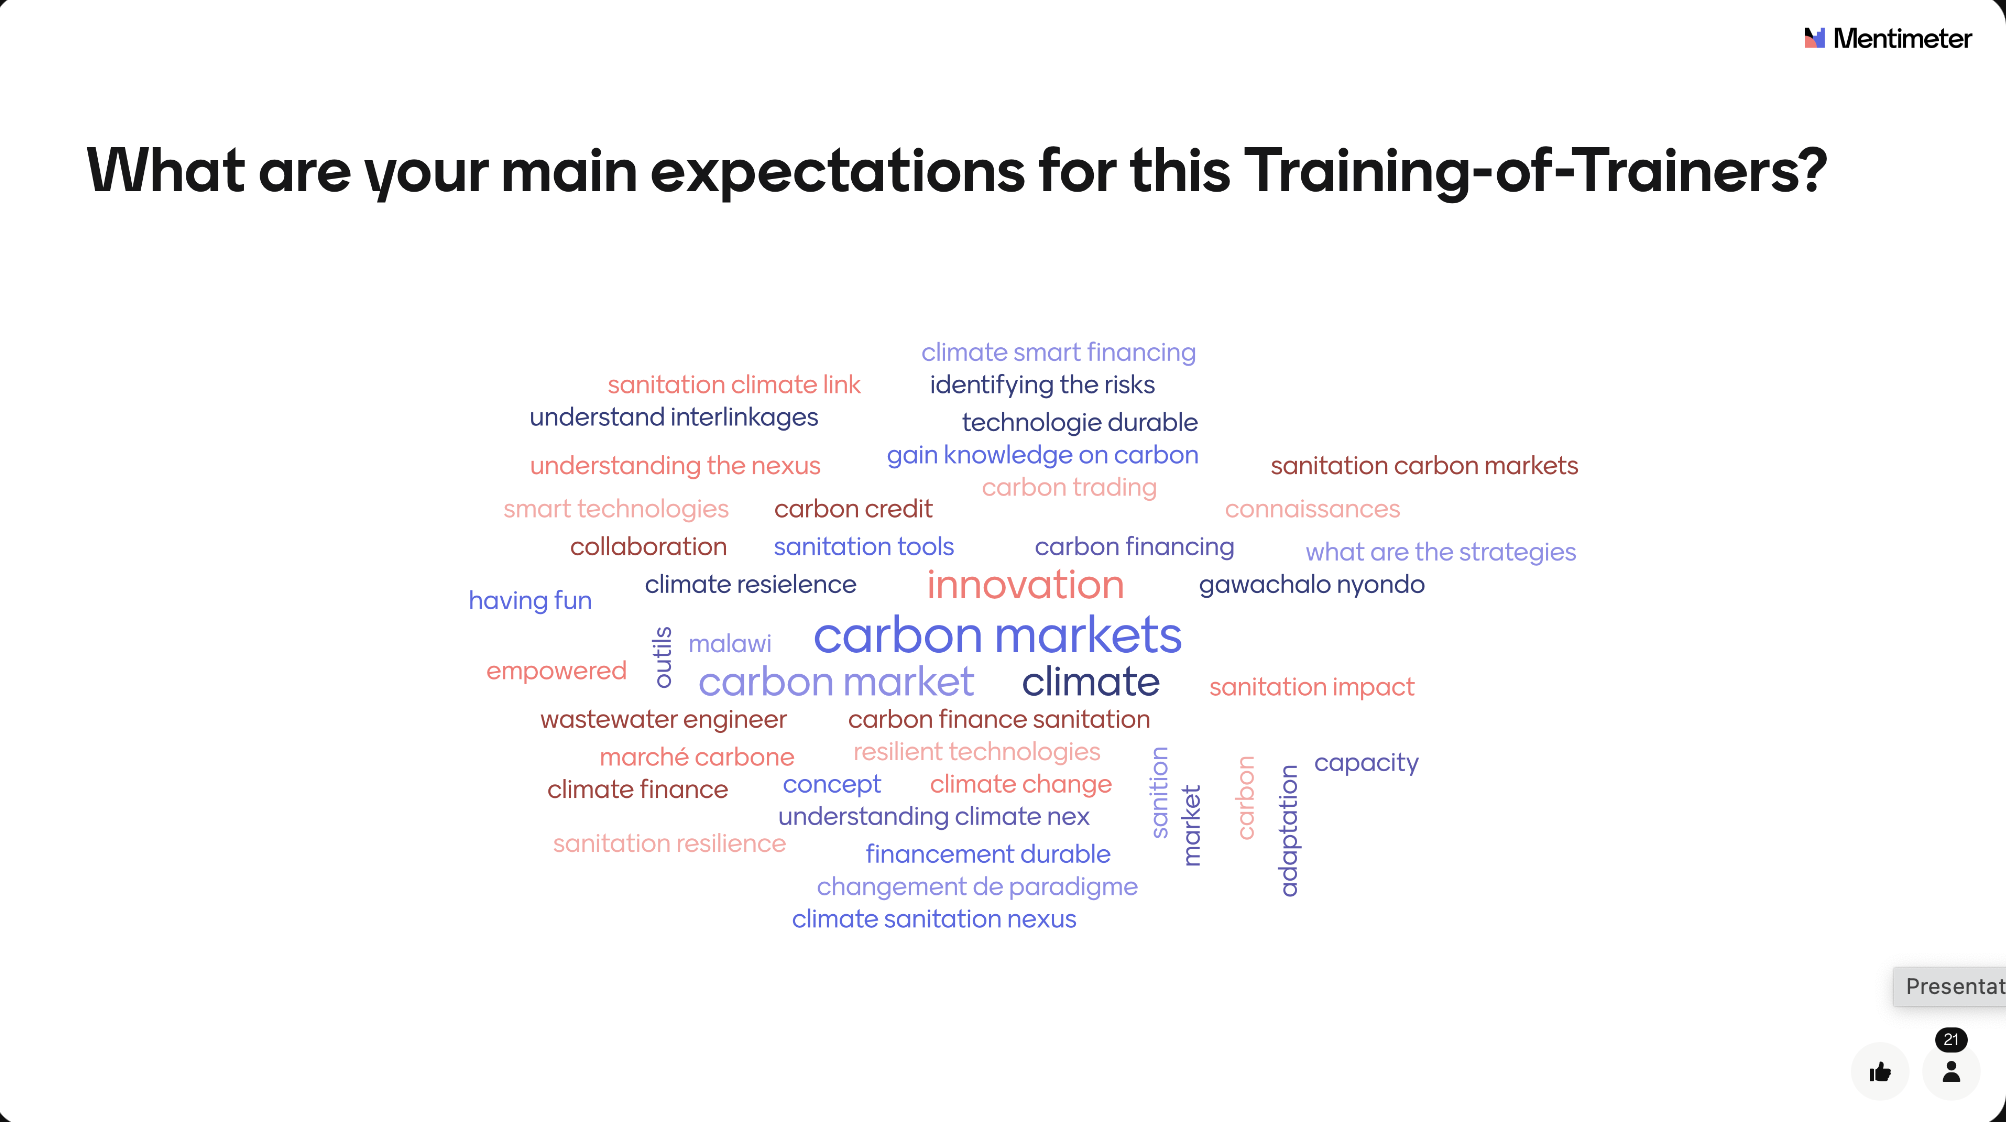 Mentimeter
What are your main expectations for this Training-of-Trainers?
climate smart financing
sanitation climate link
identifying the risks
understand interlinkages
technologie durable
gain knowledge on carbon
understanding the nexus
sanitation carbon markets
carbon trading
smart technologies
carbon credit
connaissances
collaboration
sanitation tools
carbon financing
what are the strategies
climate resielence
innovation
gawachalo nyondo
having fun
carbon markets
outils
malawi
empowered
carbon market
climate
sanitation impact
wastewater engineer
carbon finance sanitation
marché carbone
resilient technologies
sanition
market
carbon
adaptation
capacity
climate finance
concept
climate change
understanding climate nex
sanitation resilience
financement durable
changement de paradigme
climate sanitation nexus
Presentat
21